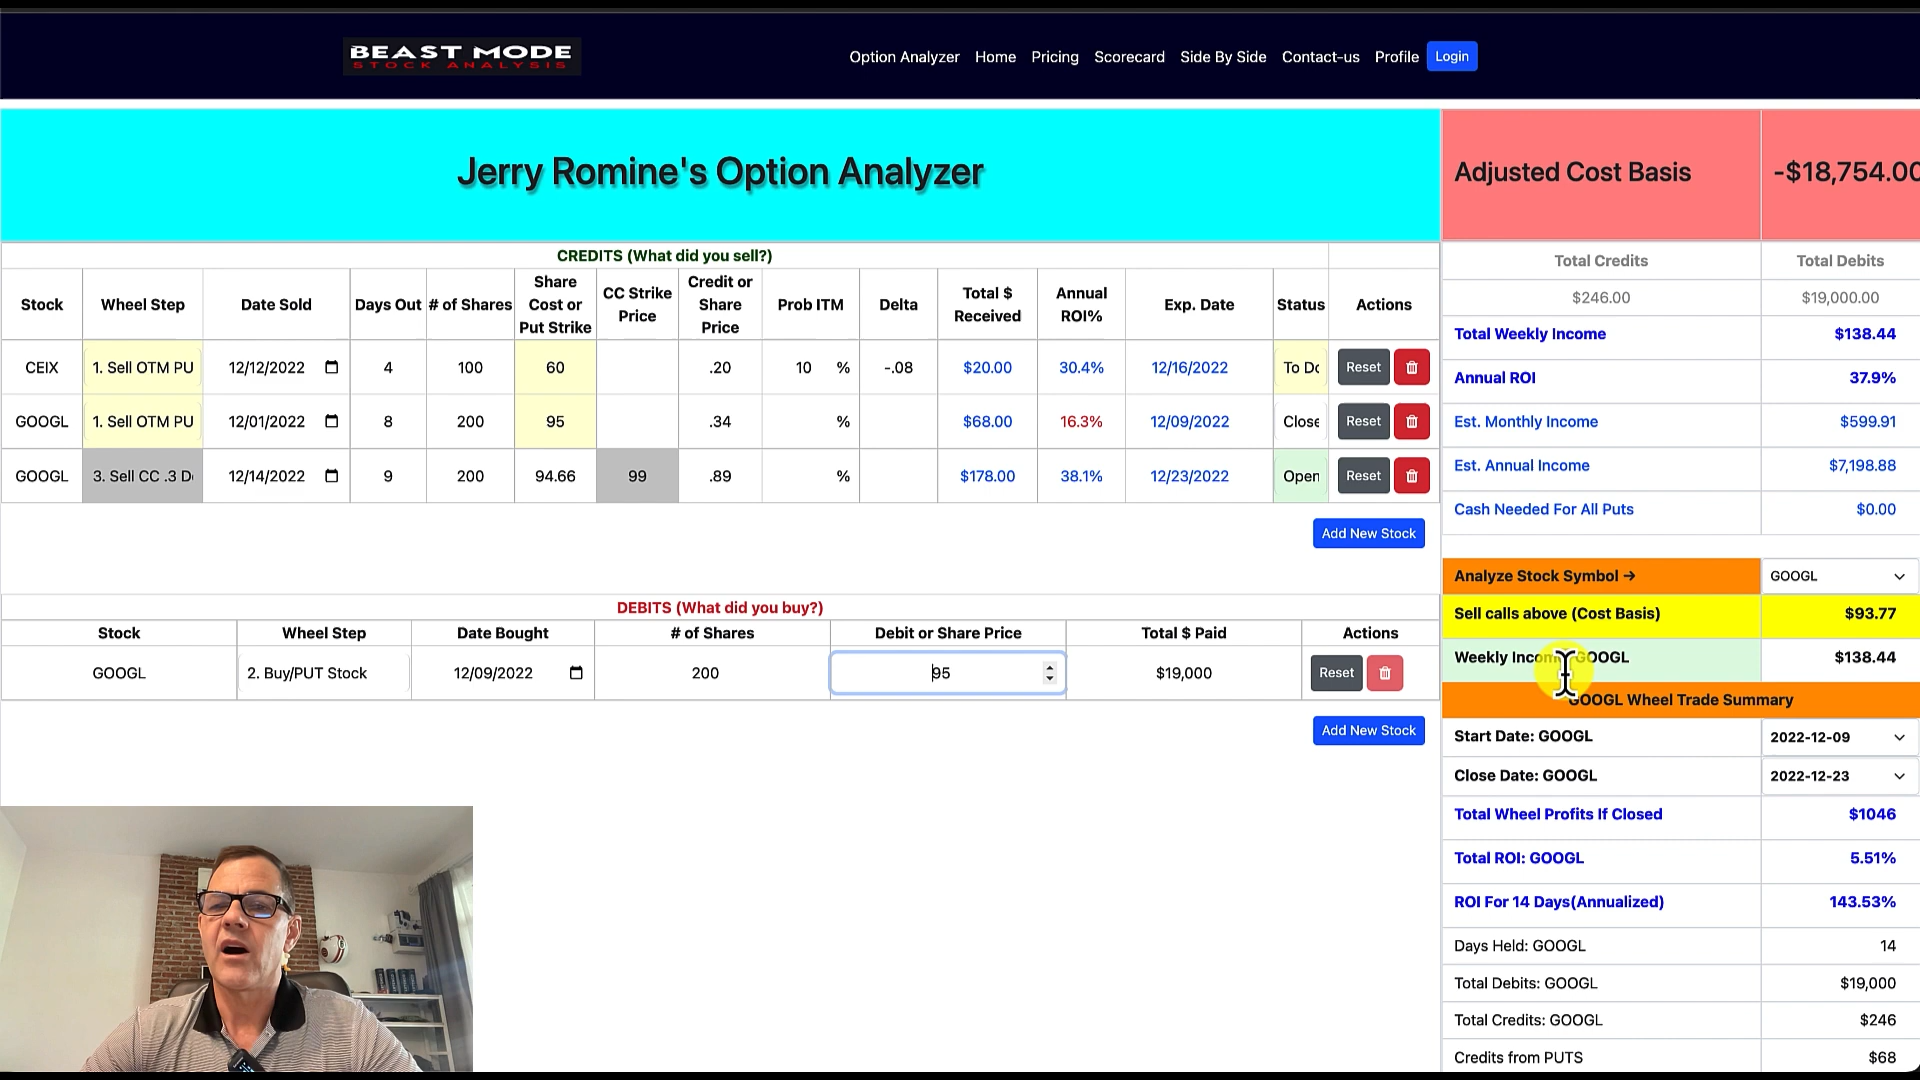 BEAST MODE
STOCK ANALYSIS
Option Analyzer Home Pricing Scorecard Side By Side Contact-us Profile Login
Jerry Romine's Option Analyzer
Adjusted Cost Basis -$18,754.00
CREDITS (What did you sell?)
Stock Wheel Step Date Sold Days Out # of Shares Share Cost or Put Strike CC Strike Price Credit or Share Price Prob ITM Delta Total $ Received Annual ROI% Exp. Date Status Actions
CEIX 1. Sell OTM PU 12/12/2022 4 100 60 .20 10 % -.08 $20.00 30.4% 12/16/2022 To Do Reset
GOOGL 1. Sell OTM PU 12/01/2022 8 200 95 .34 % $68.00 16.3% 12/09/2022 Close Reset
GOOGL 3. Sell CC .3 De 12/14/2022 9 200 94.66 99 .89 % $178.00 38.1% 12/23/2022 Open Reset
Add New Stock
DEBITS (What did you buy?)
Stock Wheel Step Date Bought # of Shares Debit or Share Price Total $ Paid Actions
GOOGL 2. Buy/PUT Stock 12/09/2022 200 95 $19,000 Reset
Add New Stock
Total Credits Total Debits
$246.00 $19,000.00
Total Weekly Income $138.44
Annual ROI 37.9%
Est. Monthly Income $599.91
Est. Annual Income $7,198.88
Cash Needed For All Puts $0.00
Analyze Stock Symbol → GOOGL
Sell calls above (Cost Basis) $93.77
Weekly Income GOOGL $138.44
GOOGL Wheel Trade Summary
Start Date: GOOGL 2022-12-09
Close Date: GOOGL 2022-12-23
Total Wheel Profits If Closed $1046
Total ROI: GOOGL 5.51%
ROI For 14 Days(Annualized) 143.53%
Days Held: GOOGL 14
Total Debits: GOOGL $19,000
Total Credits: GOOGL $246
Credits from PUTS $68